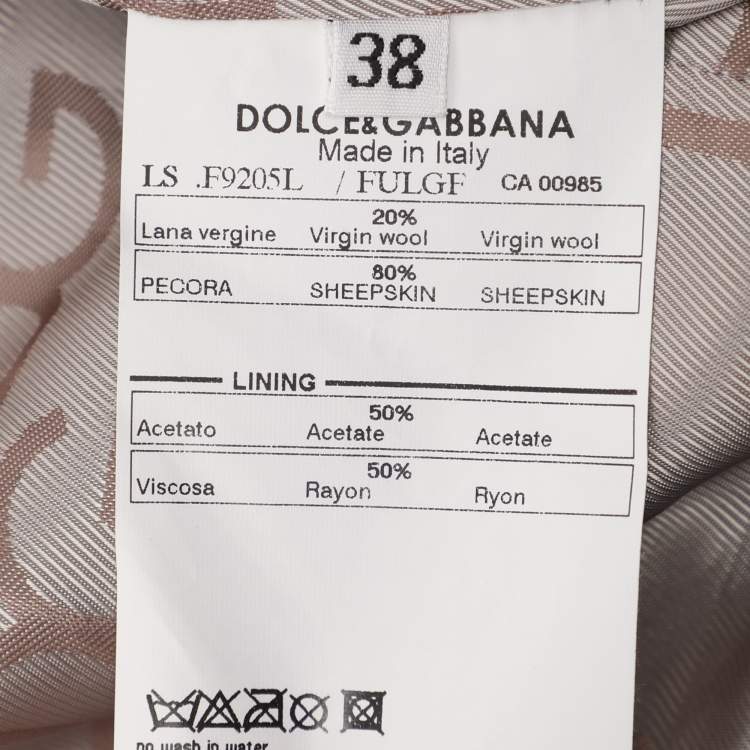 38
DOLCE&GABBANA
Made in Italy
LS .F9205L / FULGF CA 00985
20%
Lana vergine Virgin wool Virgin wool
80%
PECORA SHEEPSKIN SHEEPSKIN
LINING
50%
Acetato Acetate Acetate
50%
Viscosa Rayon Ryon
no wash in water